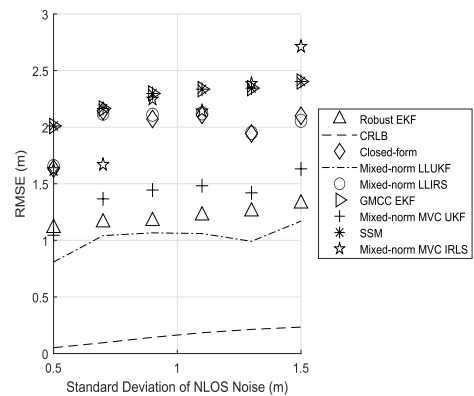 3
2.5
2
1.5
1
0.5
0
0.5
1
1.5
RMSE (m)
Standard Deviation of NLOS Noise (m)
Robust EKF
CRLB
Closed-form
Mixed-norm LLUKF
Mixed-norm LLIRS
GMCC EKF
Mixed-norm MVC UKF
SSM
Mixed-norm MVC IRLS